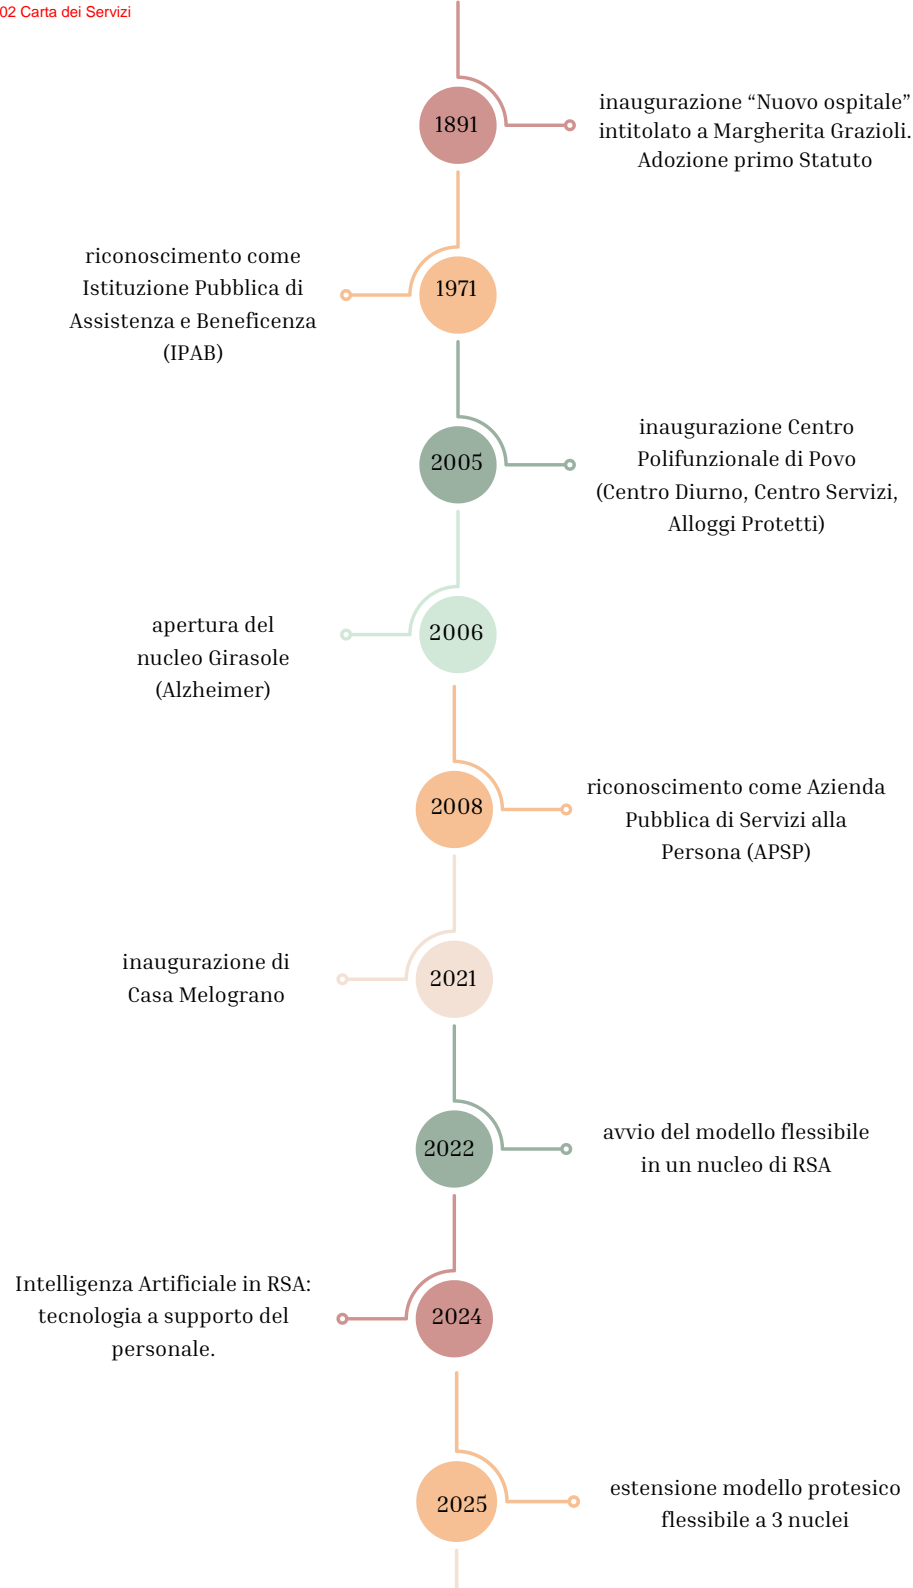 02 Carta dei Servizi
1891
inaugurazione “Nuovo ospitale”
intitolato a Margherita Grazioli.
Adozione primo Statuto
riconoscimento come
Istituzione Pubblica di
Assistenza e Beneficenza
(IPAB)
1971
2005
inaugurazione Centro
Polifunzionale di Povo
(Centro Diurno, Centro Servizi,
Alloggi Protetti)
apertura del
nucleo Girasole
(Alzheimer)
2006
2008
riconoscimento come Azienda
Pubblica di Servizi alla
Persona (APSP)
inaugurazione di
Casa Melograno
2021
2022
avvio del modello flessibile
in un nucleo di RSA
Intelligenza Artificiale in RSA:
tecnologia a supporto del
personale.
2024
2025
estensione modello protesico
flessibile a 3 nuclei